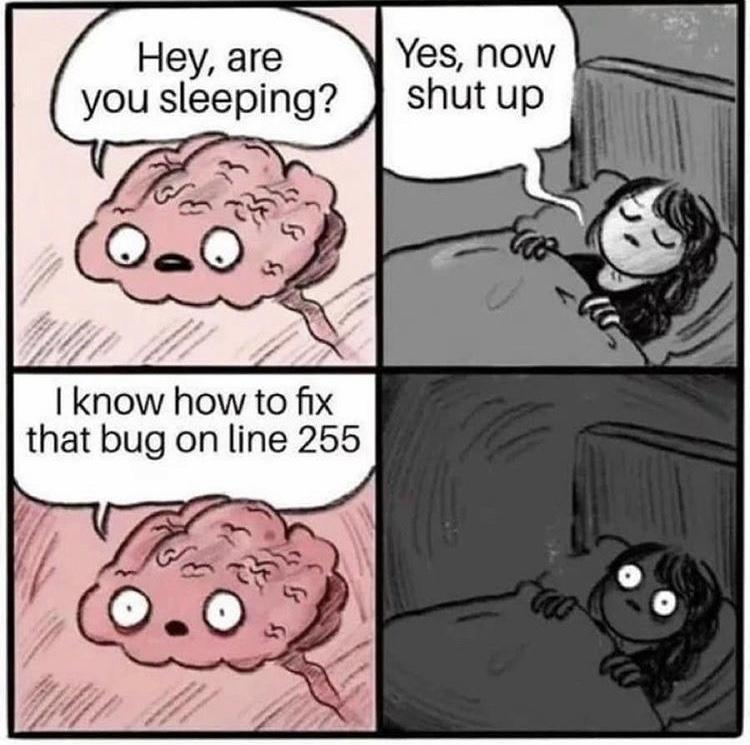 Hey, are
you sleeping?
Yes, now
shut up
I know how to fix
that bug on line 255